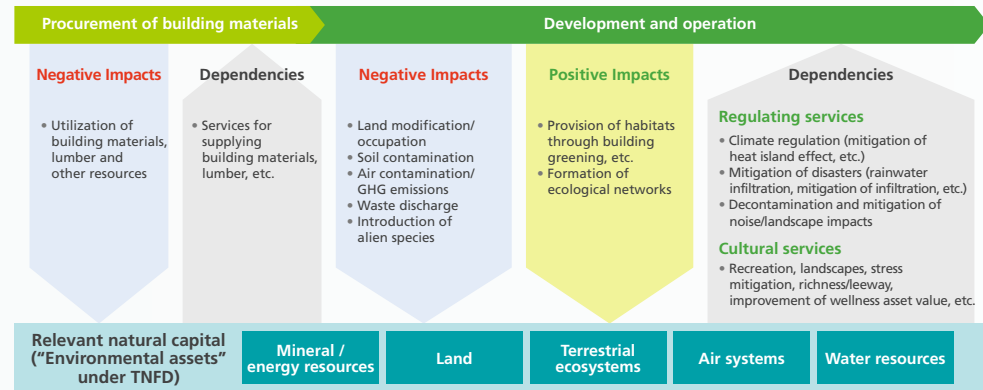 Procurement of building materials
Development and operation
Negative Impacts
• Utilization of
building materials,
lumber and
other resources
Dependencies
• Services for
supplying
building materials,
lumber, etc.
Negative Impacts
• Land modification/
occupation
• Soil contamination
• Air contamination/
GHG emissions
• Waste discharge
• Introduction of
alien species
Positive Impacts
• Provision of habitats
through building
greening, etc.
• Formation of
ecological networks
Dependencies
Regulating services
• Climate regulation (mitigation of
heat island effect, etc.)
• Mitigation of disasters (rainwater
infiltration, mitigation of infiltration, etc.)
• Decontamination and mitigation of
noise/landscape impacts
Cultural services
• Recreation, landscapes, stress
mitigation, richness/leeway,
improvement of wellness asset value, etc.
Relevant natural capital
(“Environmental assets”
under TNFD)
Mineral /
energy resources
Land
Terrestrial
ecosystems
Air systems
Water resources